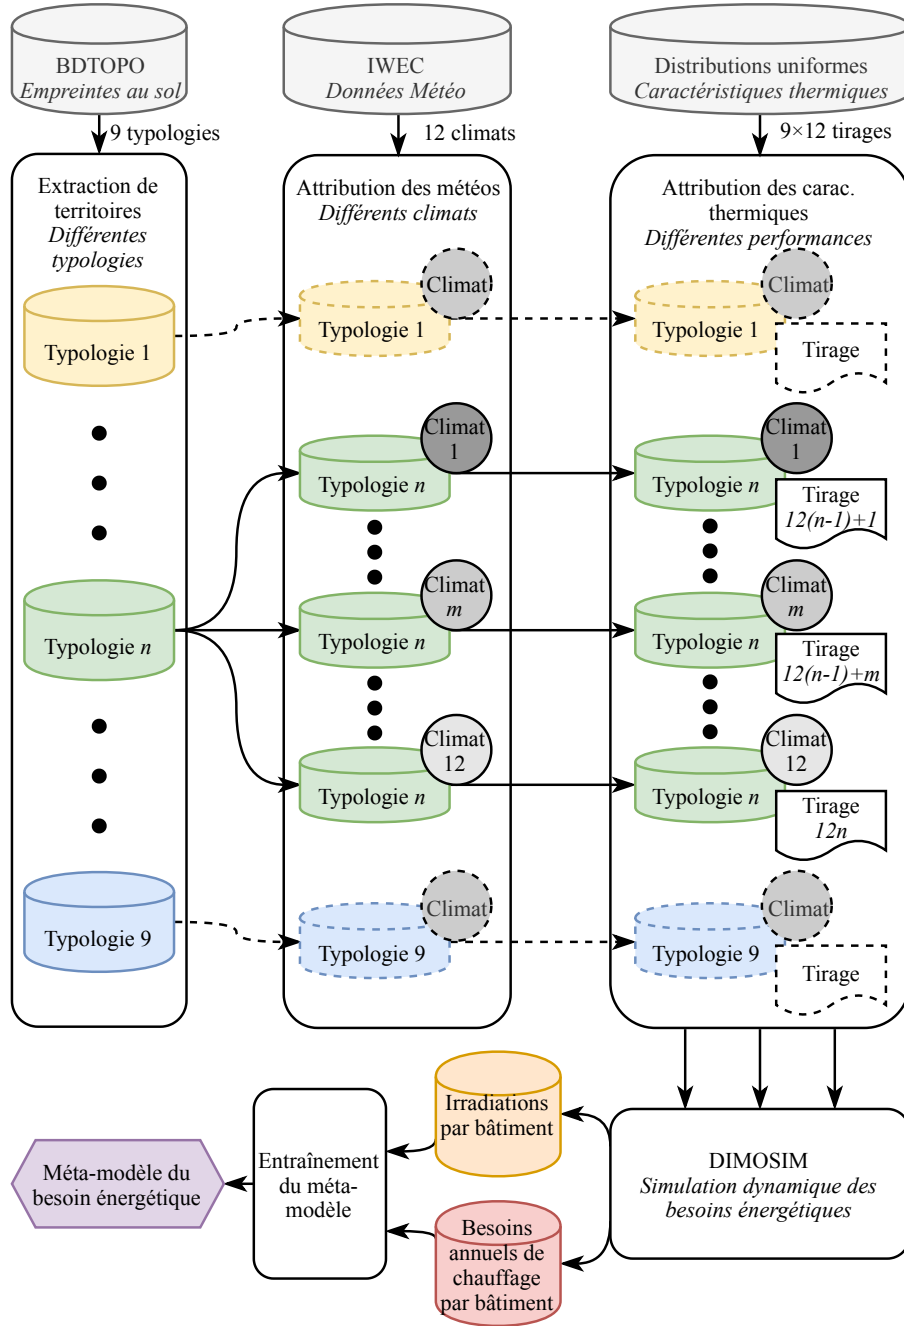 BDTOPO
Empreintes au sol
IWEC
Données Météo
Distributions uniformes
Caractéristiques thermiques
9 typologies
12 climats
9×12 tirages
Extraction de
territoires
Différentes
typologies
Attribution des météos
Différents climats
Attribution des carac.
thermiques
Différentes performances
Typologie 1
Climat
Typologie 1
Climat
Typologie 1
Tirage
Climat
1
Typologie n
Climat
1
Typologie n
Tirage
12(n-1)+1
Typologie n
Climat
m
Typologie n
Climat
m
Typologie n
Tirage
12(n-1)+m
Climat
12
Typologie n
Climat
12
Typologie n
Tirage
12n
Typologie 9
Climat
Typologie 9
Climat
Typologie 9
Tirage
Irradiations
par bâtiment
DIMOSIM
Simulation dynamique des
besoins énergétiques
Entraînement
du méta-
modèle
Méta-modèle du
besoin énergétique
Besoins
annuels de
chauffage
par bâtiment